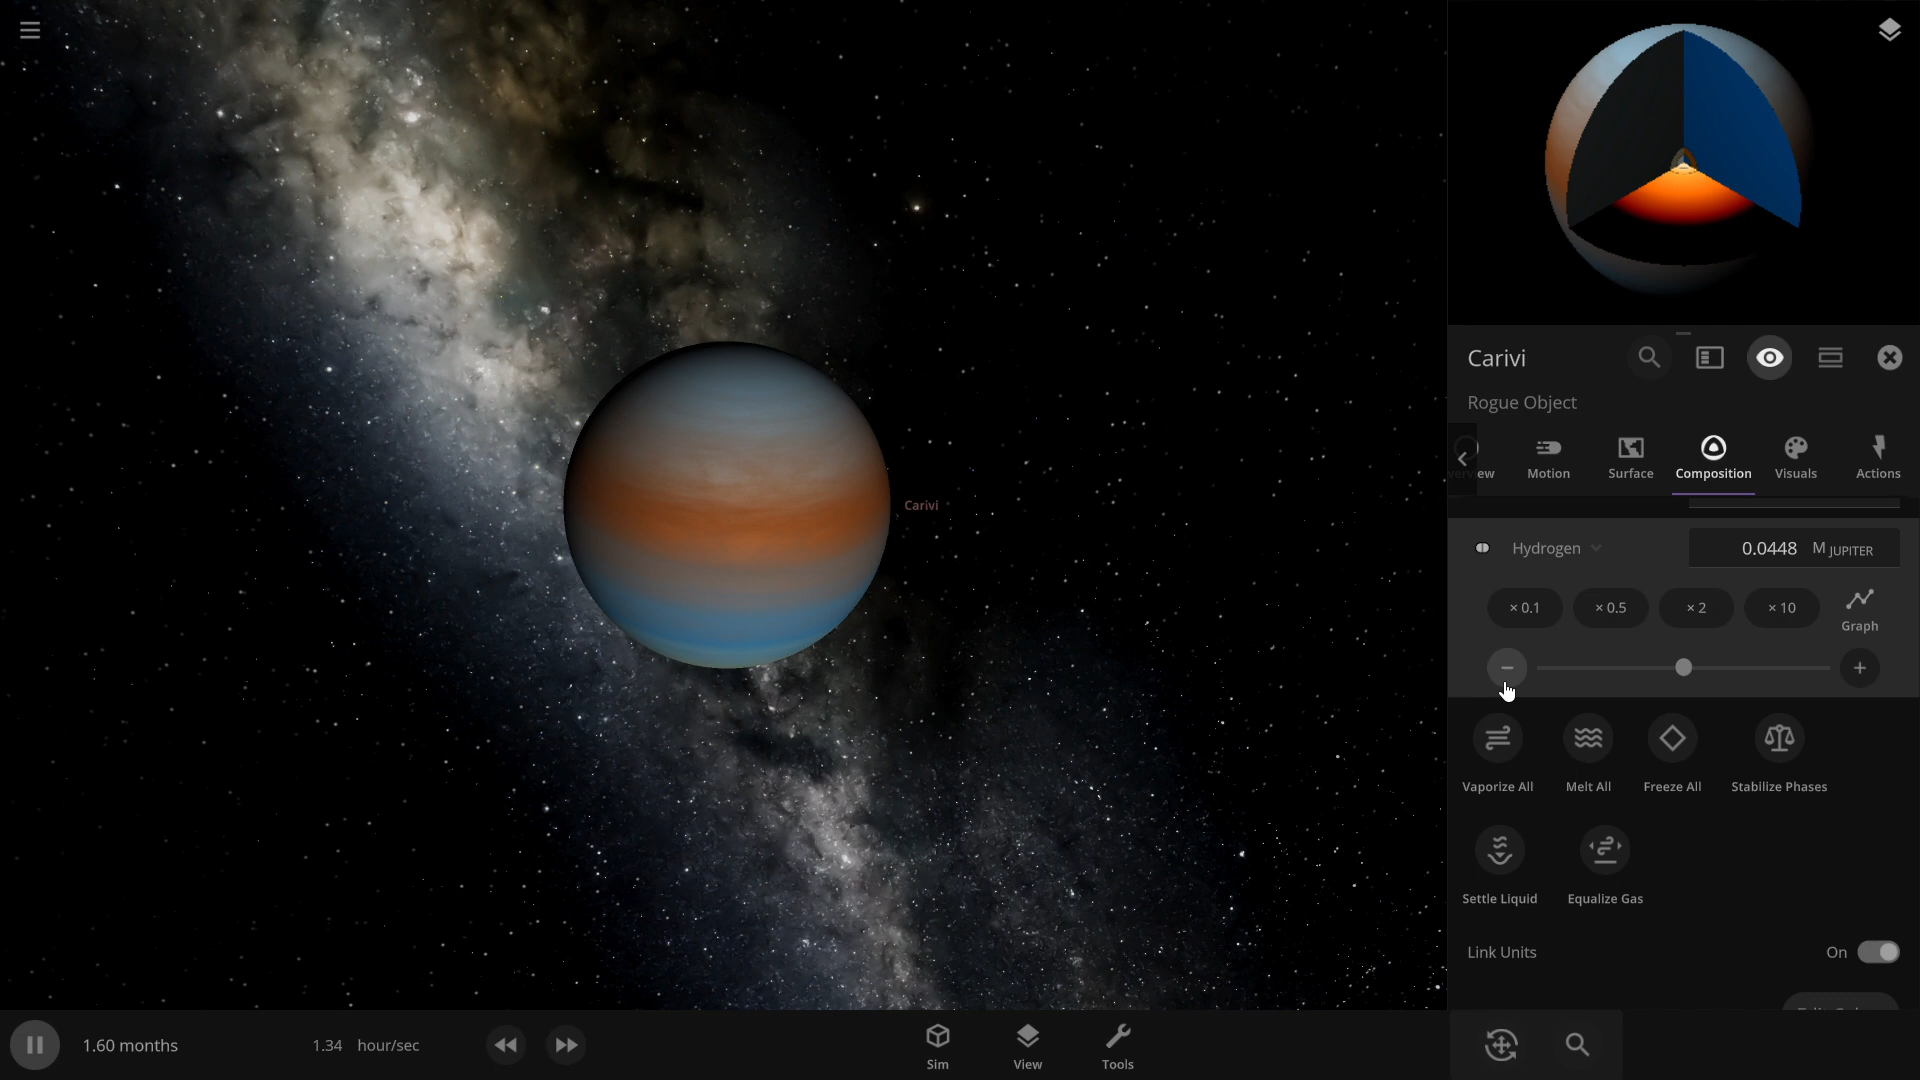 Carivi
Rogue Object
Motion
Surface
Composition
Visuals
Actions
Hydrogen
0.0448 M JUPITER
× 0.1
× 0.5
× 2
× 10
Graph
Carivi
Vaporize All
Melt All
Freeze All
Stabilize Phases
Settle Liquid
Equalize Gas
Link Units
On
1.60 months
1.34 hour/sec
Sim
View
Tools